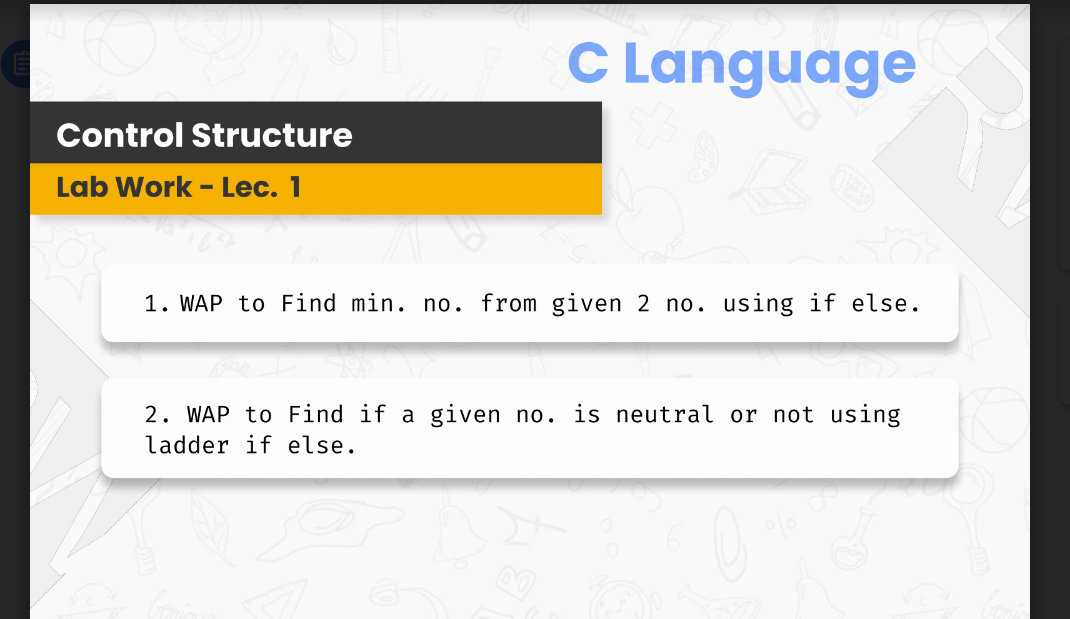 C Language
Control Structure
Lab Work - Lec. 1
1. WAP to Find min. no. from given 2 no. using if else.
2. WAP to Find if a given no. is neutral or not using
ladder if else.